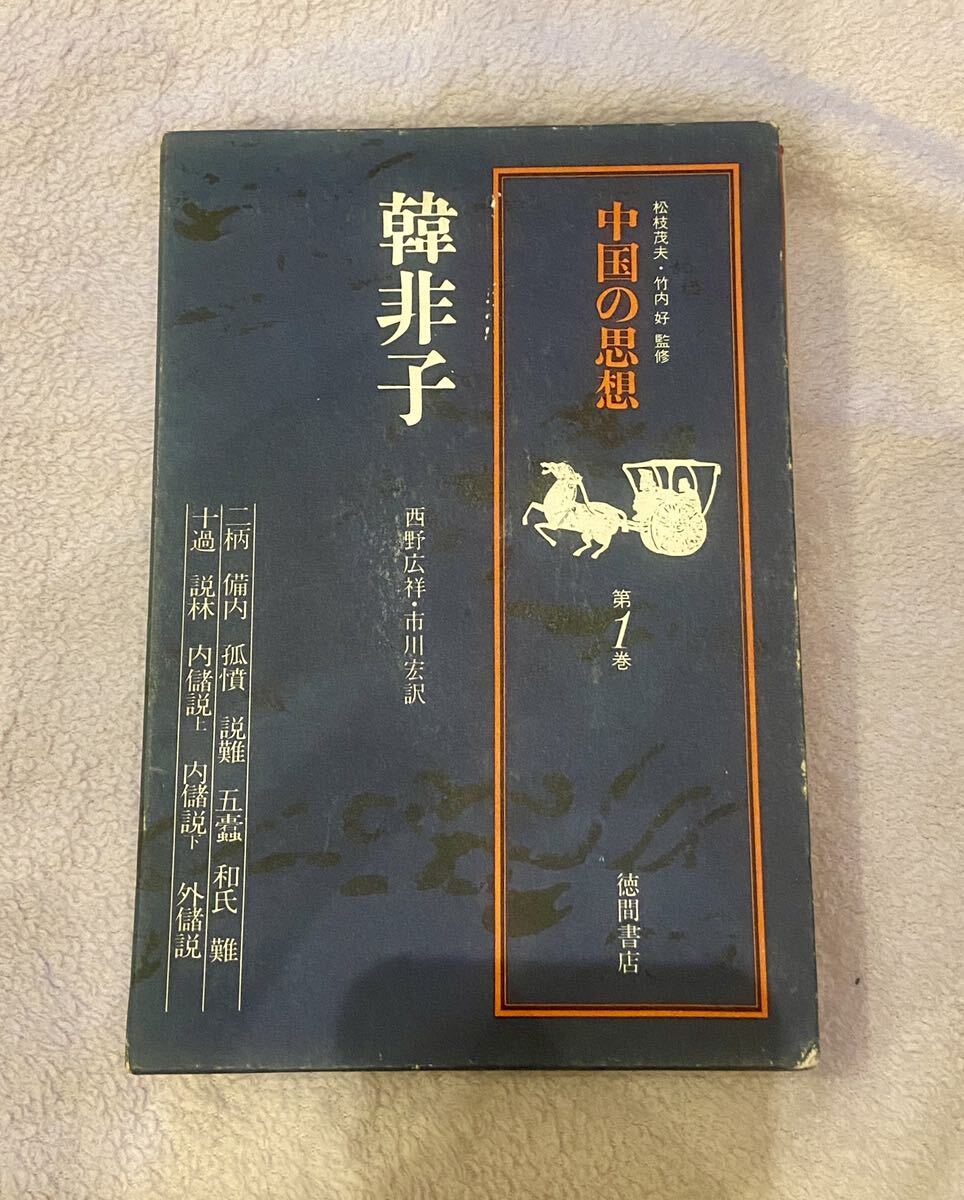 松枝茂夫・竹内 好 監修
中国の思想
第1巻
徳間書店
韓非子
西野広祥・市川宏訳
二柄 備内 孤憤 説難 五蠹 和氏 難
十過 説林 内儲説上 内儲説下 外儲説